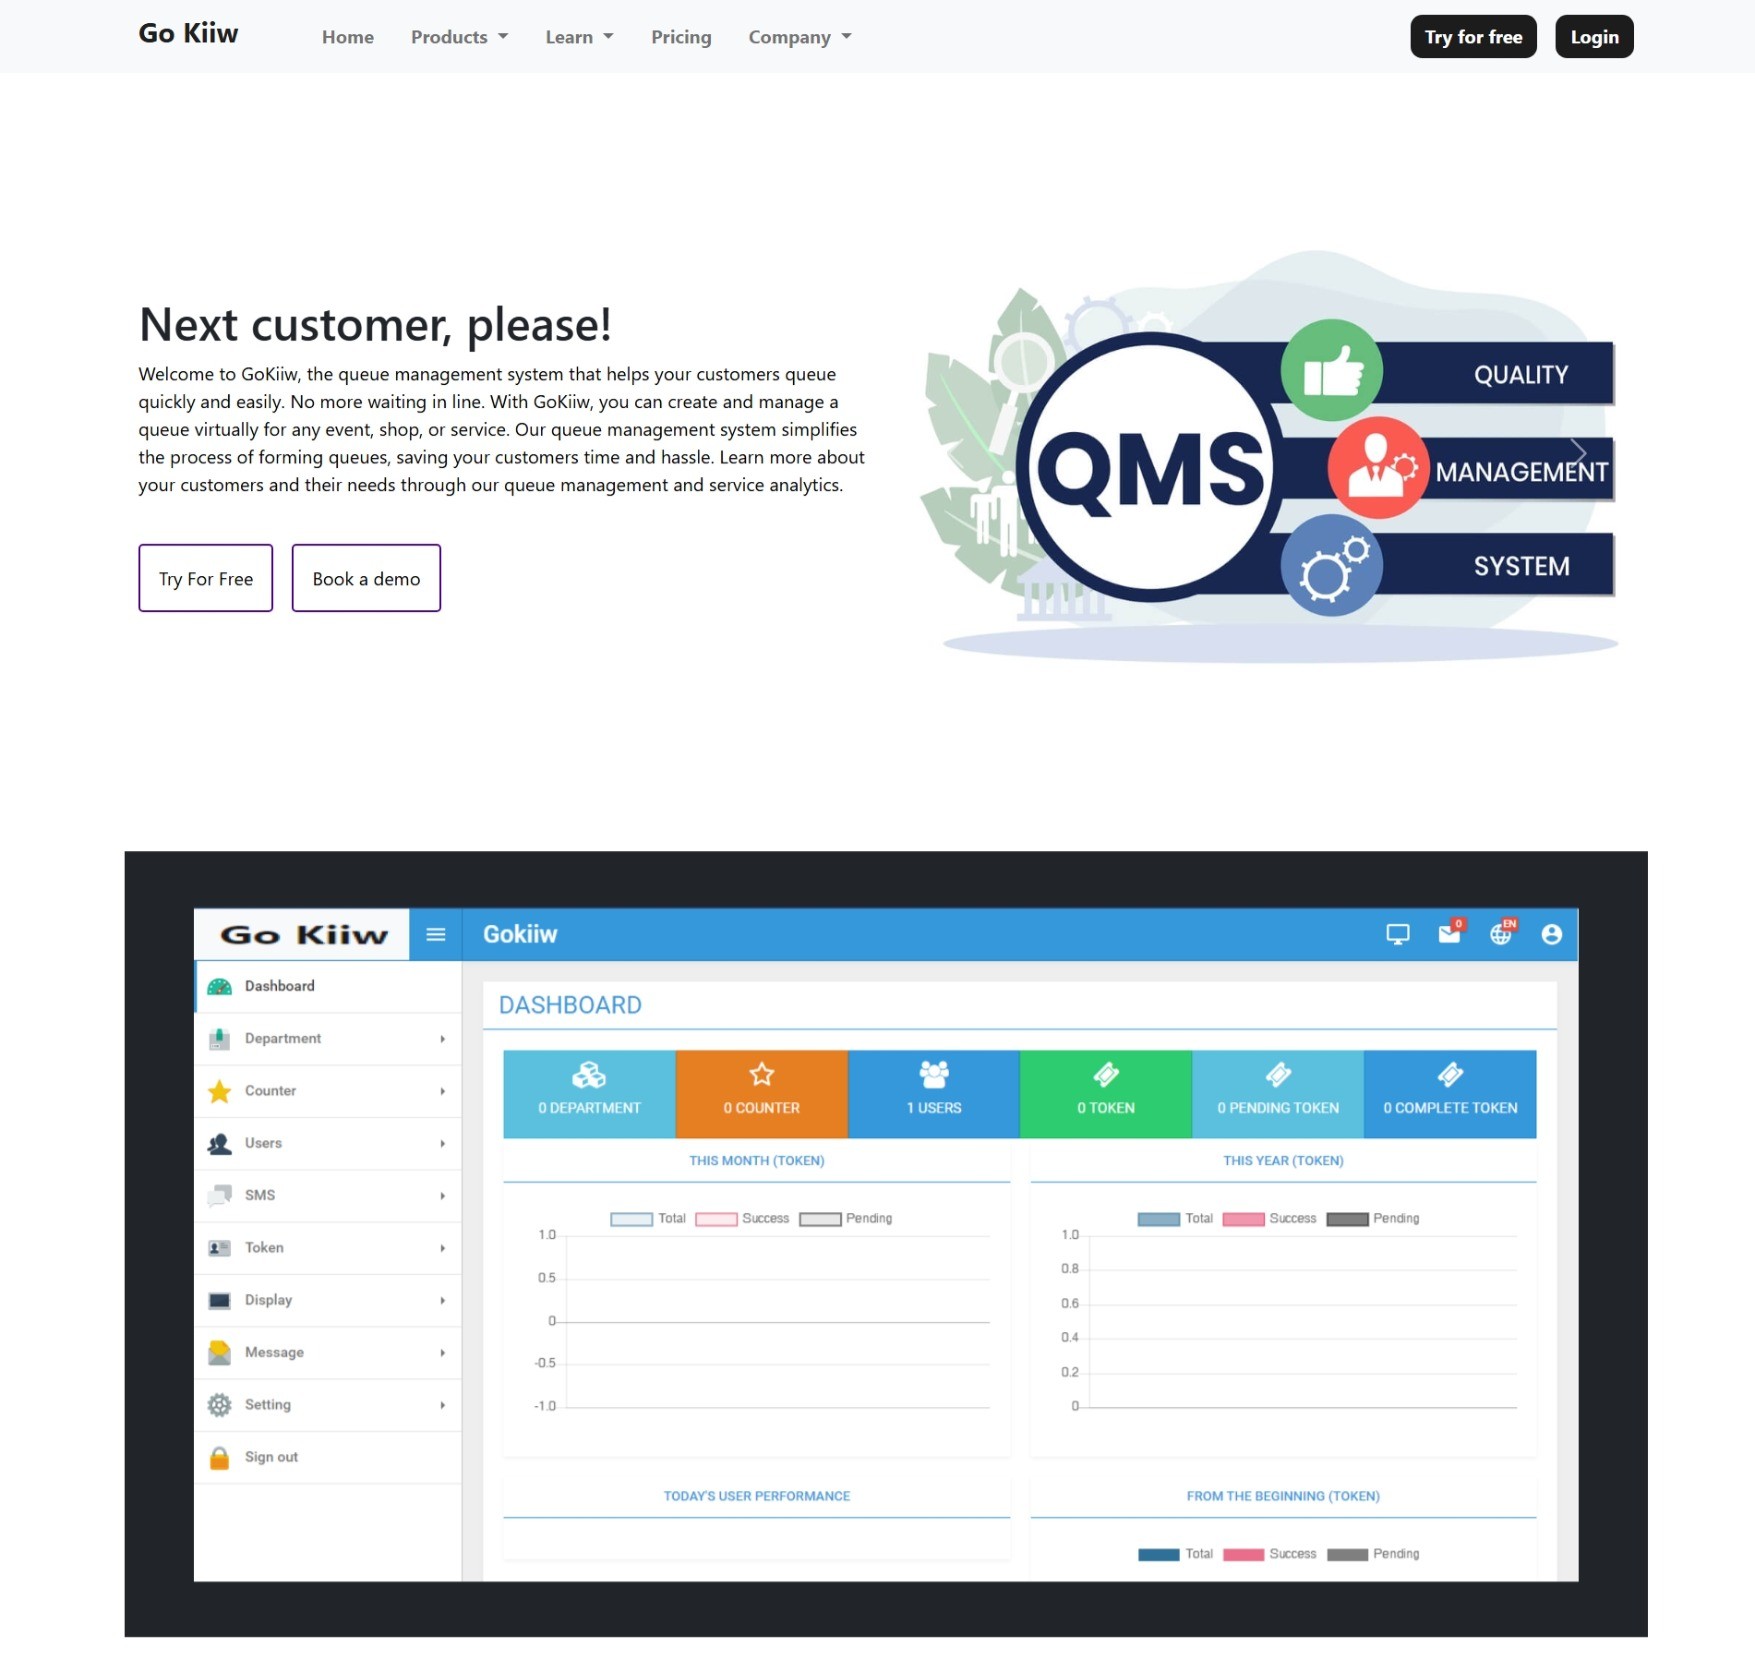 Go Kiiw
Home
Products
Learn
Pricing
Company
Try for free
Login
Next customer, please!
Welcome to GoKiiw, the queue management system that helps your customers queue
quickly and easily. No more waiting in line. With GoKiiw, you can create and manage a
queue virtually for any event, shop, or service. Our queue management system simplifies
the process of forming queues, saving your customers time and hassle. Learn more about
your customers and their needs through our queue management and service analytics.
Try For Free
Book a demo
QMS
QUALITY
MANAGEMENT
SYSTEM
Go Kiiw
Gokiiw
0
EN
Dashboard
Department
Counter
Users
SMS
Token
Display
Message
Setting
Sign out
DASHBOARD
0 DEPARTMENT
0 COUNTER
1 USERS
0 TOKEN
0 PENDING TOKEN
0 COMPLETE TOKEN
THIS MONTH (TOKEN)
Total
Success
Pending
1.0
0.5
0
-0.5
-1.0
THIS YEAR (TOKEN)
Total
Success
Pending
1.0
0.8
0.6
0.4
0.2
0
TODAY'S USER PERFORMANCE
FROM THE BEGINNING (TOKEN)
Total
Success
Pending